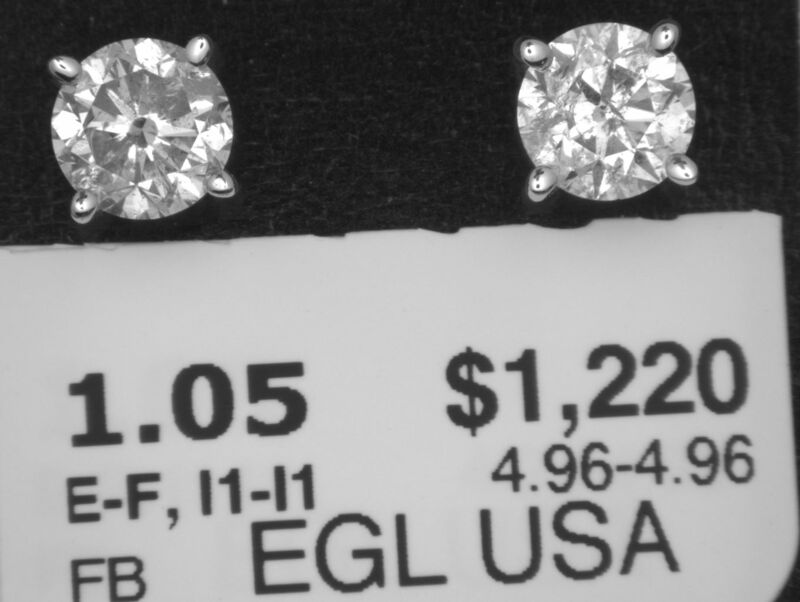 1.05 $1,220
E-F, I1-I1 4.96-4.96
FB EGL USA